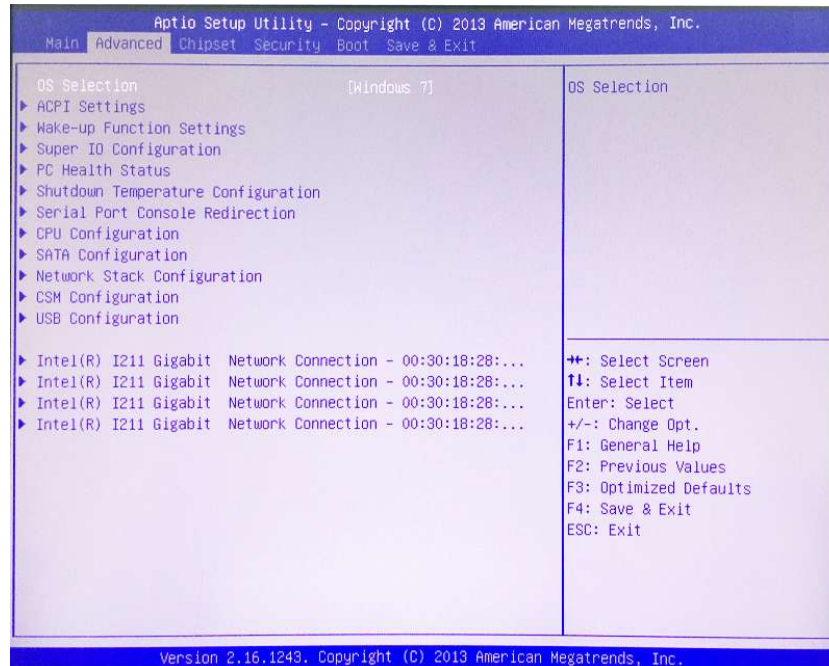 Aptio Setup Utility - Copyright (C) 2013 American Megatrends, Inc.
Main Advanced Chipset Security Boot Save & Exit
OS Selection [Windows 7]
ACPI Settings
Wake-up Function Settings
Super IO Configuration
PC Health Status
Shutdown Temperature Configuration
Serial Port Console Redirection
CPU Configuration
SATA Configuration
Network Stack Configuration
CSM Configuration
USB Configuration
Intel(R) I211 Gigabit Network Connection - 00:30:18:28:...
Intel(R) I211 Gigabit Network Connection - 00:30:18:28:...
Intel(R) I211 Gigabit Network Connection - 00:30:18:28:...
Intel(R) I211 Gigabit Network Connection - 00:30:18:28:...
OS Selection
→←: Select Screen
↑↓: Select Item
Enter: Select
+/-: Change Opt.
F1: General Help
F2: Previous Values
F3: Optimized Defaults
F4: Save & Exit
ESC: Exit
Version 2.16.1243. Copyright (C) 2013 American Megatrends, Inc.